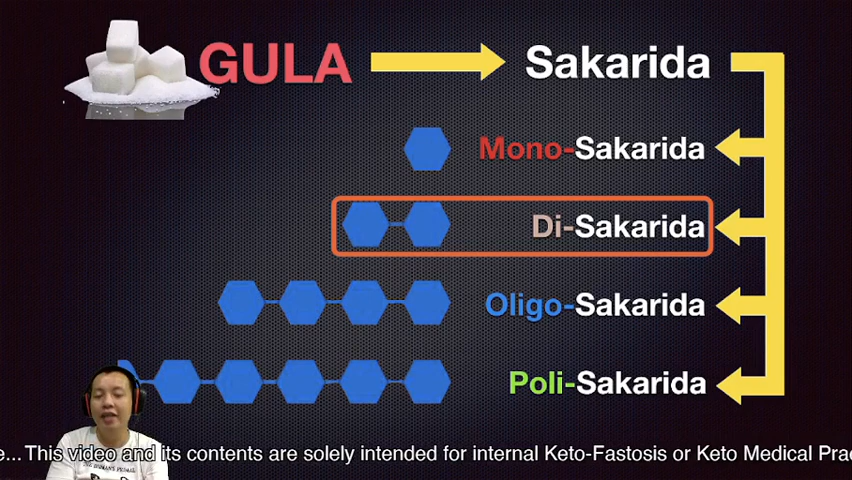 GULA
Sakarida
Mono-Sakarida
Di-Sakarida
Oligo-Sakarida
Poli-Sakarida
e... This video and its contents are solely intended for internal Keto-Fastosis or Keto Medical Prac